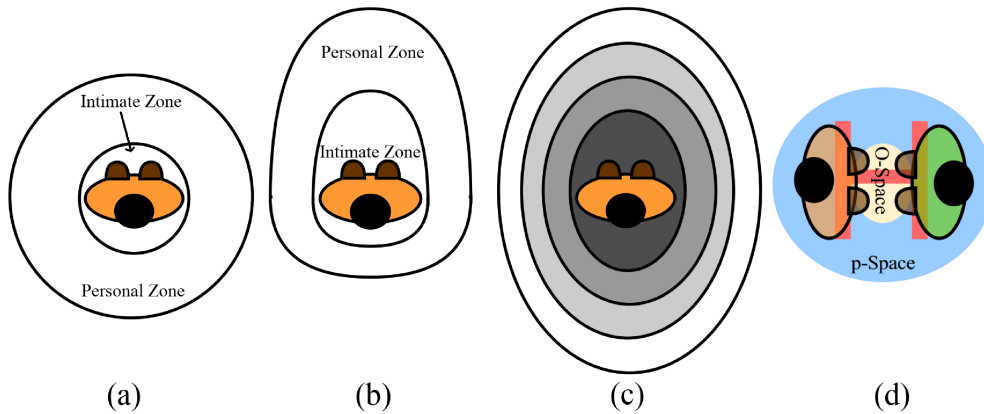 Intimate Zone
Personal Zone
(a)
Personal Zone
Intimate Zone
(b)
(c)
O-Space
p-Space
(d)